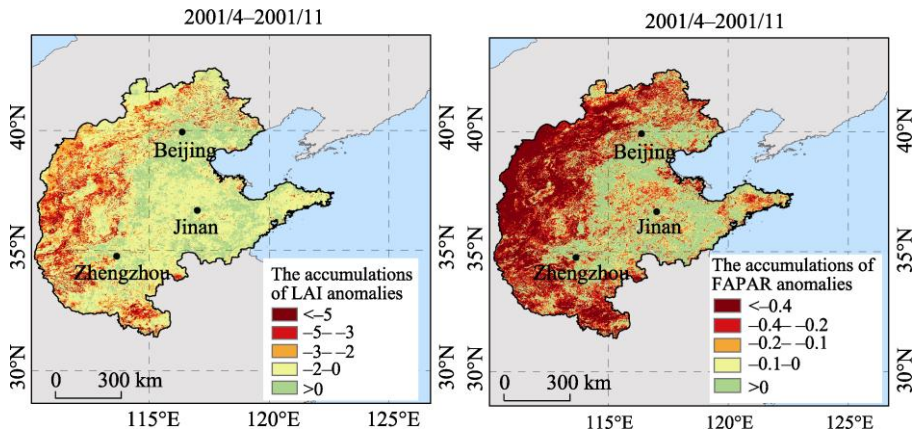 2001/4–2001/11
40°N
35°N
30°N
Beijing
Jinan
Zhengzhou
The accumulations
of LAI anomalies
<–5
–5– –3
–3– –2
–2–0
>0
0 300 km
115°E
120°E
125°E
2001/4–2001/11
40°N
35°N
30°N
Beijing
Jinan
Zhengzhou
The accumulations of
FAPAR anomalies
<–0.4
–0.4– –0.2
–0.2– –0.1
–0.1–0
>0
0 300 km
115°E
120°E
125°E
40°N
35°N
30°N